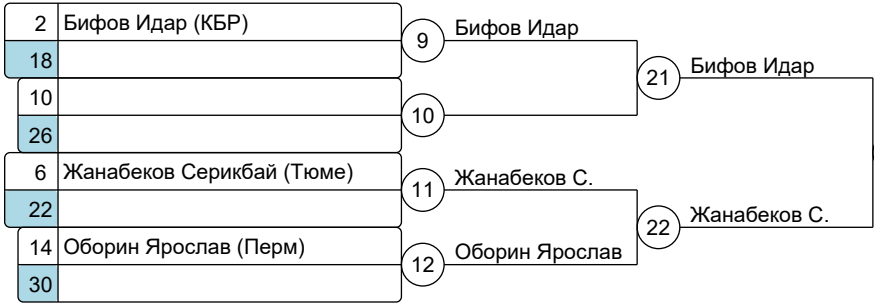 2 Бифов Идар (КБР)
9 Бифов Идар
18
21 Бифов Идар
10
10
26
6 Жанабеков Серикбай (Тюме)
11 Жанабеков С.
22
22 Жанабеков С.
14 Оборин Ярослав (Перм)
12 Оборин Ярослав
30